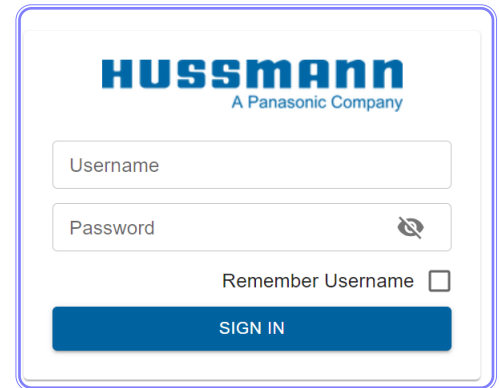 HUSSMANN
A Panasonic Company
Username
Password
Remember Username
SIGN IN